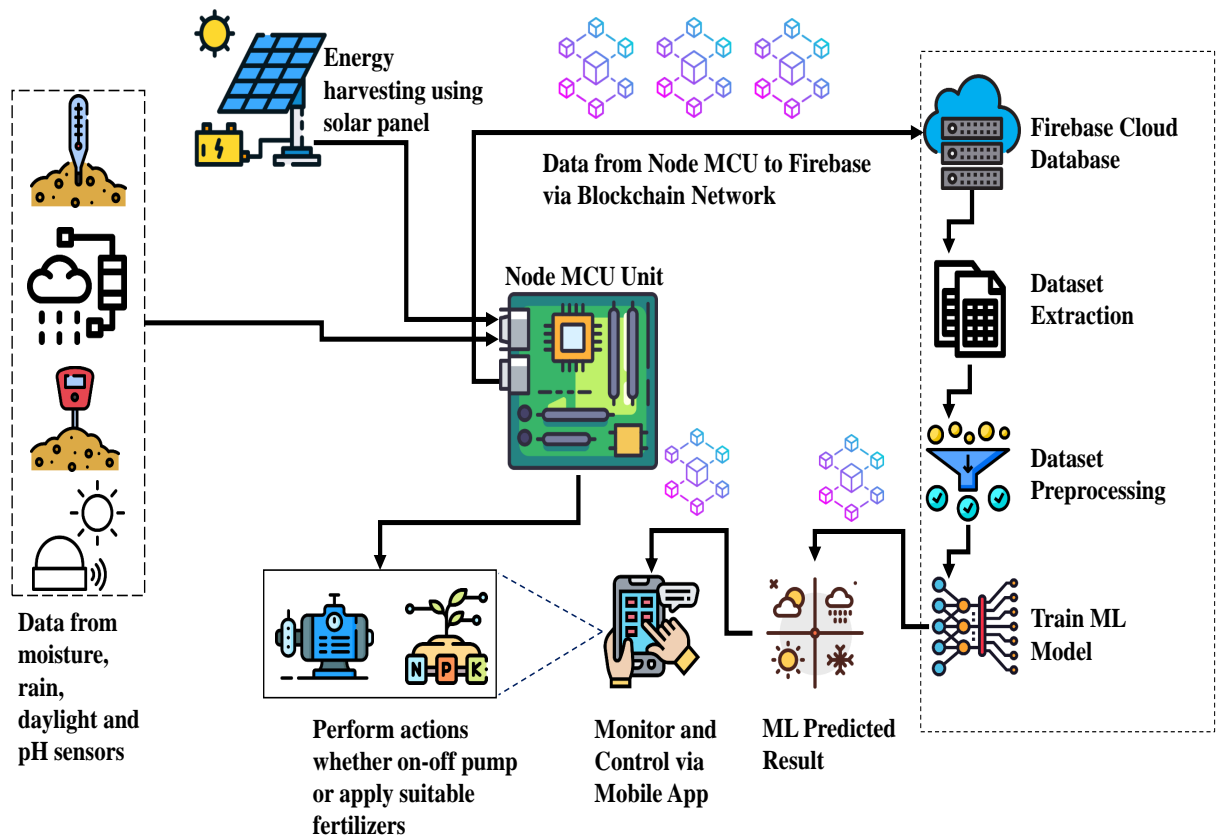 Energy
harvesting using
solar panel
Data from Node MCU to Firebase
via Blockchain Network
Firebase Cloud
Database
Node MCU Unit
Dataset
Extraction
Dataset
Preprocessing
Train ML
Model
N P K
Data from
moisture,
rain,
daylight and
pH sensors
Perform actions
whether on-off pump
or apply suitable
fertilizers
Monitor and
Control via
Mobile App
ML Predicted
Result